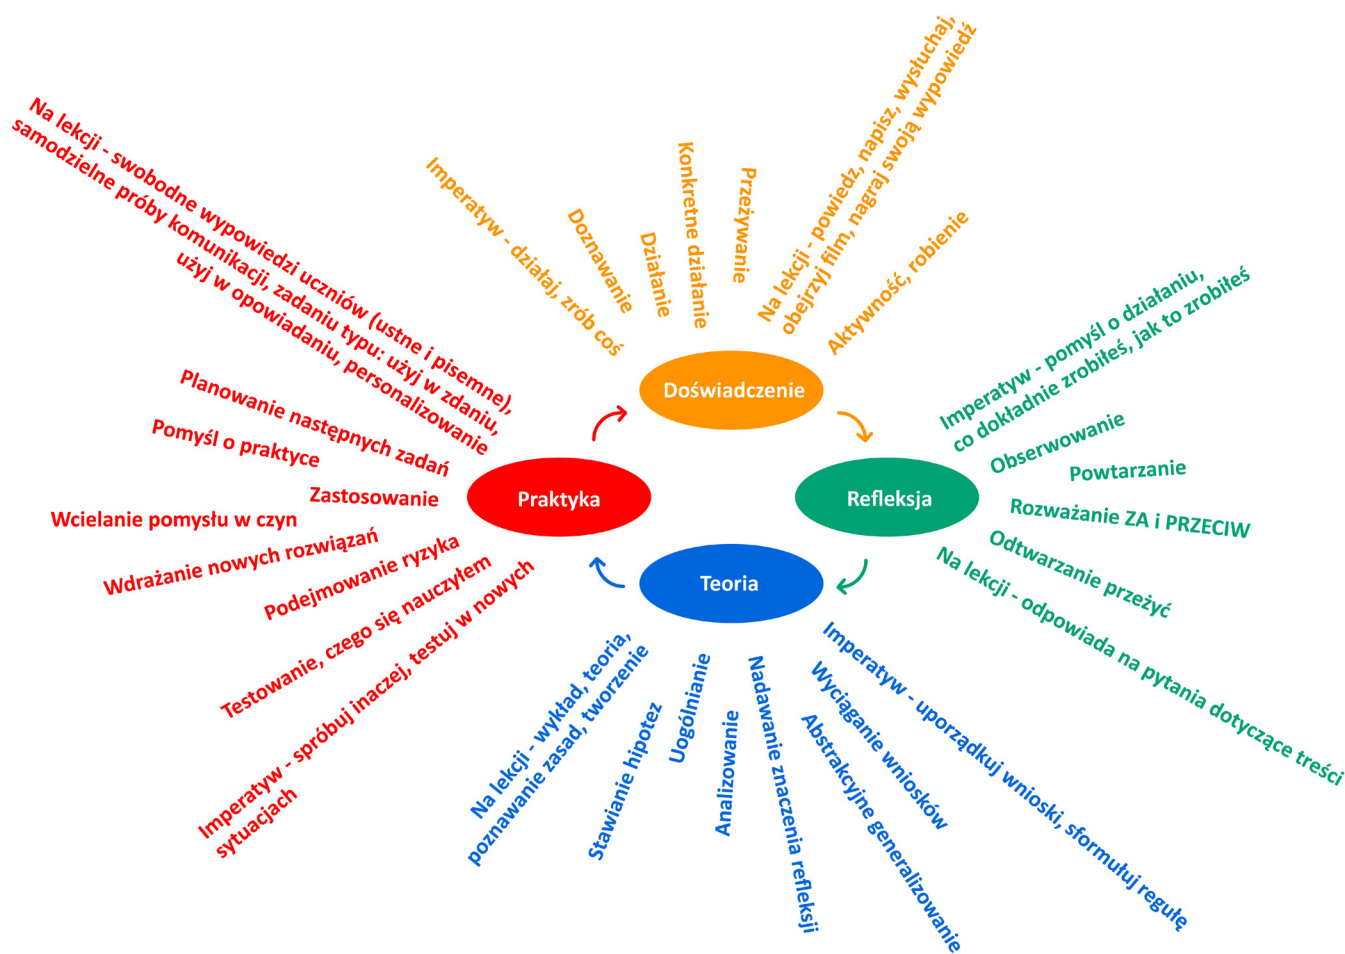 Doświadczenie
Imperatyw - działaj, zrób coś
Doznawanie
Działanie
Konkretne działanie
Przeżywanie
Na lekcji - powiedz, napisz, wysłuchaj,
obejrzyj film, nagraj swoją wypowiedź
Aktywność, robienie
Refleksja
Imperatyw - pomyśl o działaniu,
co dokładnie zrobiłeś, jak to zrobiłeś
Obserwowanie
Powtarzanie
Rozważanie ZA i PRZECIW
Odtwarzanie przeżyć
Na lekcji - odpowiada na pytania dotyczące treści
Teoria
Imperatyw - uporządkuj wnioski, sformułuj regułę
Wyciąganie wniosków
Abstrakcyjne generalizowanie
Nadawanie znaczenia refleksji
Analizowanie
Uogólnianie
Stawianie hipotez
Na lekcji - wykład, teoria,
poznawanie zasad, tworzenie
Praktyka
Na lekcji - swobodne wypowiedzi uczniów (ustne i pisemne),
samodzielne próby komunikacji, zadaniu typu: użyj w zdaniu,
użyj w opowiadaniu, personalizowanie
Planowanie następnych zadań
Pomyśl o praktyce
Zastosowanie
Wcielanie pomysłu w czyn
Wdrażanie nowych rozwiązań
Podejmowanie ryzyka
Testowanie, czego się nauczyłem
Imperatyw - spróbuj inaczej, testuj w nowych
sytuacjach